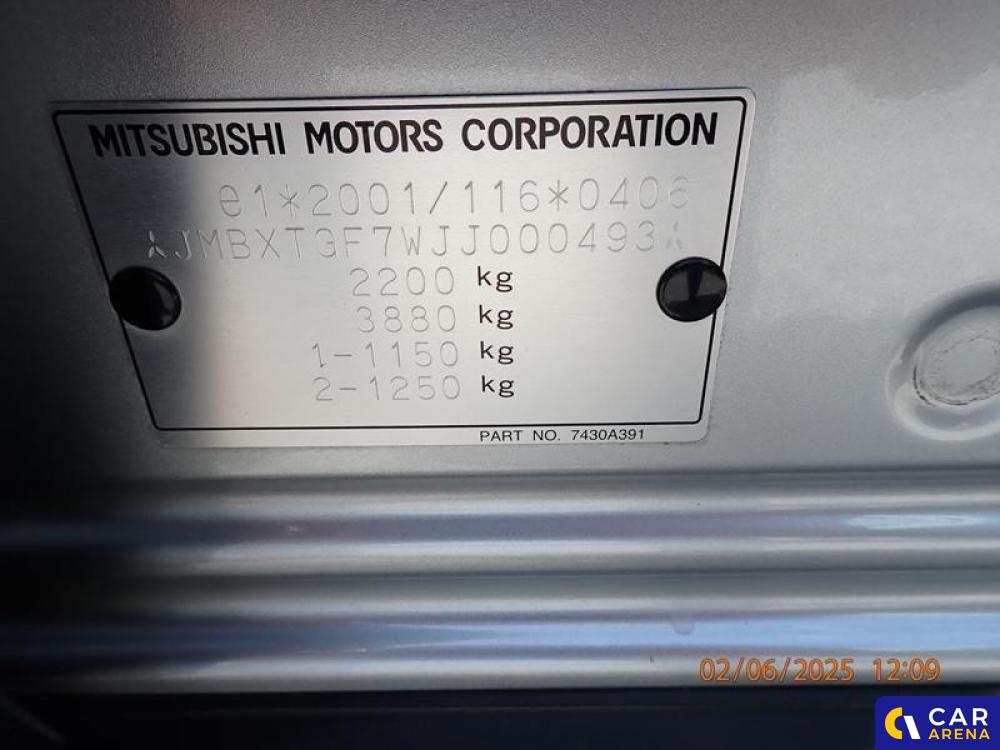 MITSUBISHI MOTORS CORPORATION
e1*2001/116*0406
JMBXTGF7WJJ000493
2200 kg
3880 kg
1-1150 kg
2-1250 kg
PART NO. 7430A391
02/06/2025 12:09
CAR
ARENA